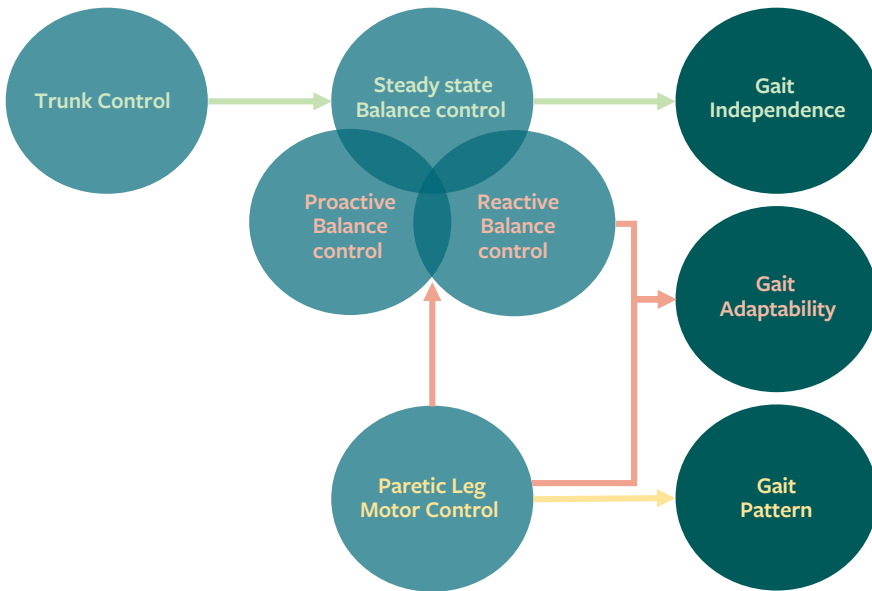 Trunk Control
Steady state
Balance control
Gait
Independence
Proactive
Balance
control
Reactive
Balance
control
Gait
Adaptability
Paretic Leg
Motor Control
Gait
Pattern